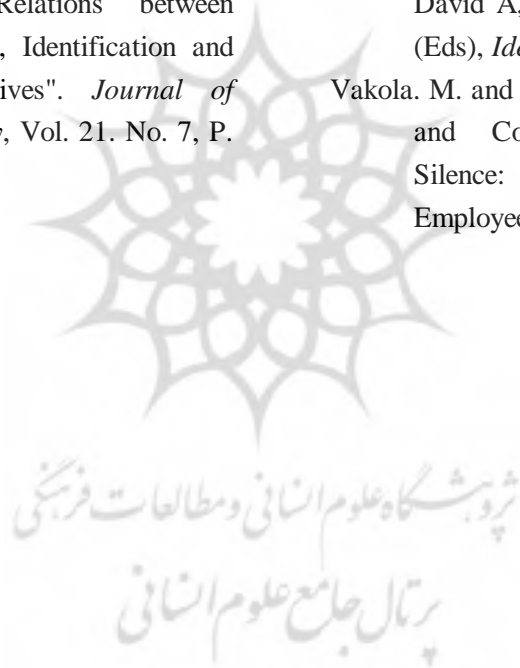 Relations between
, Identification and
ives". Journal of
, Vol. 21. No. 7, P.
David A,
(Eds), Ide
Vakola. M. and
and Co
Silence:
Employee
پژوهشگاه علوم انسانی و مطالعات فرهنگی
پرتال جامع علوم انسانی